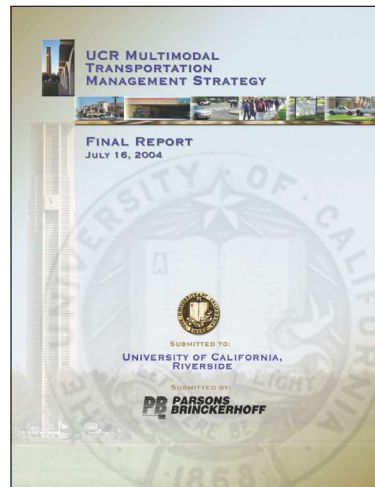 UCR MULTIMODAL
TRANSPORTATION
MANAGEMENT STRATEGY
FINAL REPORT
JULY 16, 2004
SUBMITTED TO:
UNIVERSITY OF CALIFORNIA,
RIVERSIDE
SUBMITTED BY:
PB PARSONS
BRINCKERHOFF